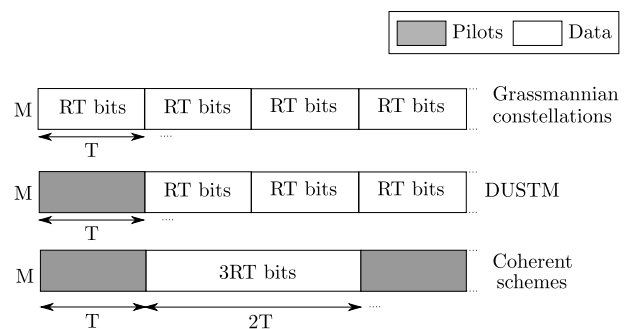 Pilots Data
M RT bits RT bits RT bits RT bits Grassmannian
constellations
T ....
M RT bits RT bits RT bits DUSTM
T ....
M 3RT bits Coherent
schemes
T 2T ....